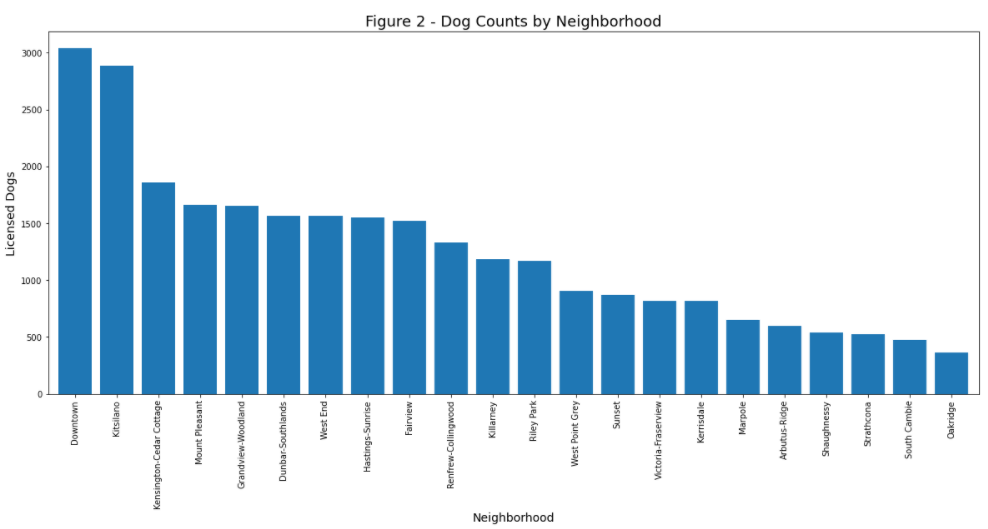 Figure 2 - Dog Counts by Neighborhood
Licensed Dogs
3000
2500
2000
1500
1000
500
0
Downtown
Kitsilano
Kensington-Cedar Cottage
Mount Pleasant
Grandview-Woodland
Dunbar-Southlands
West End
Hastings-Sunrise
Fairview
Renfrew-Collingwood
Killarney
Riley Park
West Point Grey
Sunset
Victoria-Fraserview
Kerrisdale
Marpole
Arbutus-Ridge
Shaughnessy
Strathcona
South Cambie
Oakridge
Neighborhood